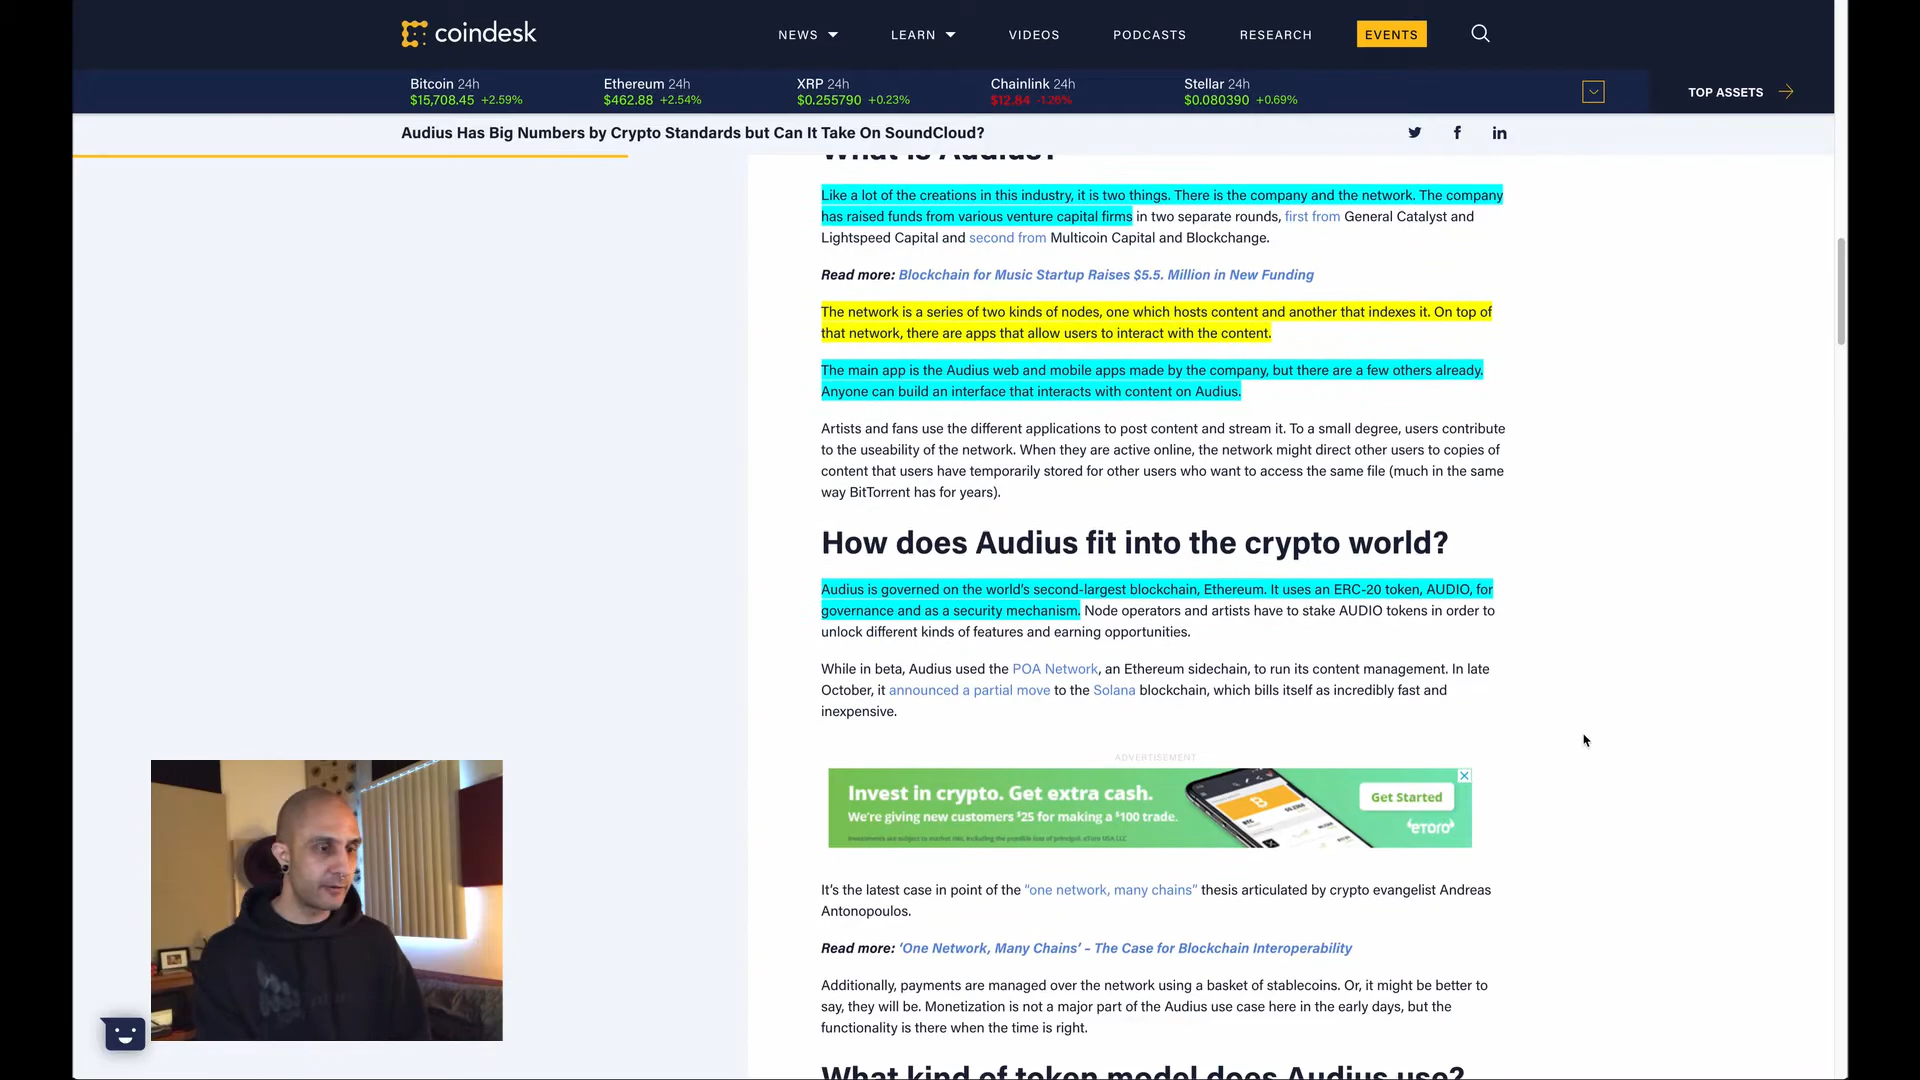 coindesk
NEWS
LEARN
VIDEOS
PODCASTS
RESEARCH
EVENTS
Bitcoin 24h
$15,708.45 +2.59%
Ethereum 24h
$462.88 +2.54%
XRP 24h
$0.255790 +0.23%
Chainlink 24h
$12.84 -1.26%
Stellar 24h
$0.080390 +0.69%
TOP ASSETS
Audius Has Big Numbers by Crypto Standards but Can It Take On SoundCloud?
What is Audius?
Like a lot of the creations in this industry, it is two things. There is the company and the network. The company
has raised funds from various venture capital firms in two separate rounds, first from General Catalyst and
Lightspeed Capital and second from Multicoin Capital and Blockchange.
Read more: Blockchain for Music Startup Raises $5.5. Million in New Funding
The network is a series of two kinds of nodes, one which hosts content and another that indexes it. On top of
that network, there are apps that allow users to interact with the content.
The main app is the Audius web and mobile apps made by the company, but there are a few others already.
Anyone can build an interface that interacts with content on Audius.
Artists and fans use the different applications to post content and stream it. To a small degree, users contribute
to the useability of the network. When they are active online, the network might direct other users to copies of
content that users have temporarily stored for other users who want to access the same file (much in the same
way BitTorrent has for years).
How does Audius fit into the crypto world?
Audius is governed on the world's second-largest blockchain, Ethereum. It uses an ERC-20 token, AUDIO, for
governance and as a security mechanism. Node operators and artists have to stake AUDIO tokens in order to
unlock different kinds of features and earning opportunities.
While in beta, Audius used the POA Network, an Ethereum sidechain, to run its content management. In late
October, it announced a partial move to the Solana blockchain, which bills itself as incredibly fast and
inexpensive.
ADVERTISEMENT
Invest in crypto. Get extra cash.
We're giving new customers $25 for making a $100 trade.
Investments are subject to market risk, including the possible loss of principal. eToro USA LLC
Get Started
eToro
It's the latest case in point of the "one network, many chains" thesis articulated by crypto evangelist Andreas
Antonopoulos.
Read more: 'One Network, Many Chains' – The Case for Blockchain Interoperability
Additionally, payments are managed over the network using a basket of stablecoins. Or, it might be better to
say, they will be. Monetization is not a major part of the Audius use case here in the early days, but the
functionality is there when the time is right.
What kind of token model does Audius use?